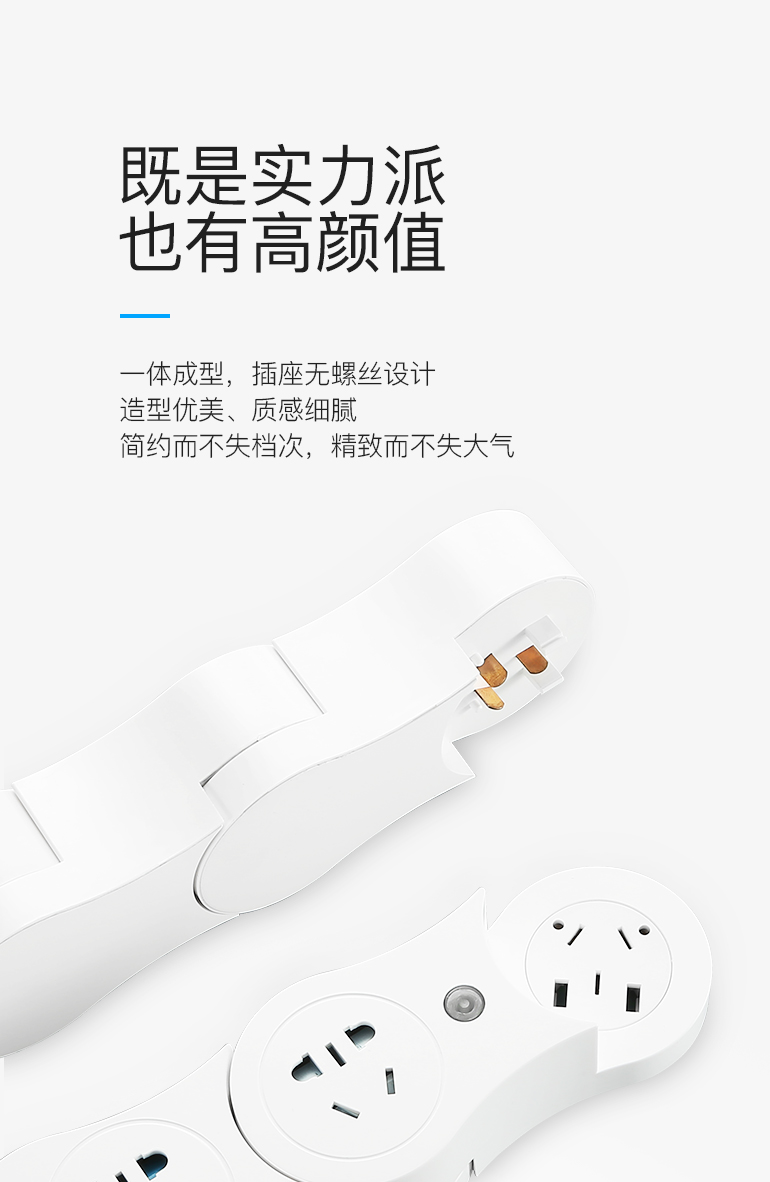 既是实力派
也有高颜值
一体成型，插座无螺丝设计
造型优美、质感细腻
简约而不失档次，精致而不失大气